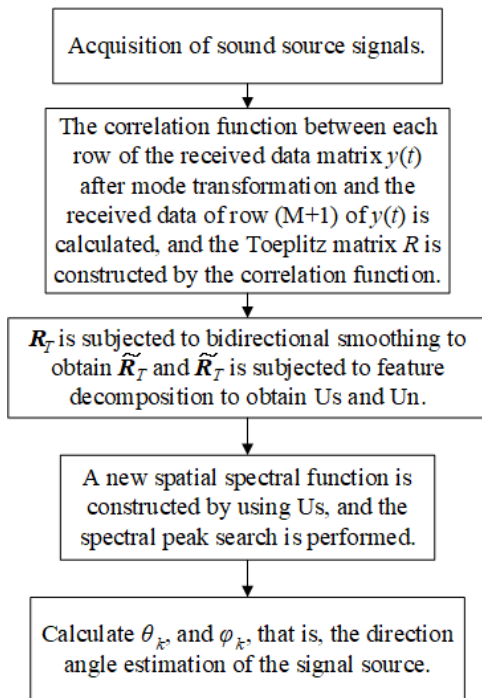 Acquisition of sound source signals.
The correlation function between each
row of the received data matrix y(t)
after mode transformation and the
received data of row (M+1) of y(t) is
calculated, and the Toeplitz matrix R is
constructed by the correlation function.
R_T is subjected to bidirectional smoothing to
obtain R̃_T and R̃_T is subjected to feature
decomposition to obtain Us and Un.
A new spatial spectral function is
constructed by using Us, and the
spectral peak search is performed.
Calculate θ_k, and φ_k, that is, the direction
angle estimation of the signal source.